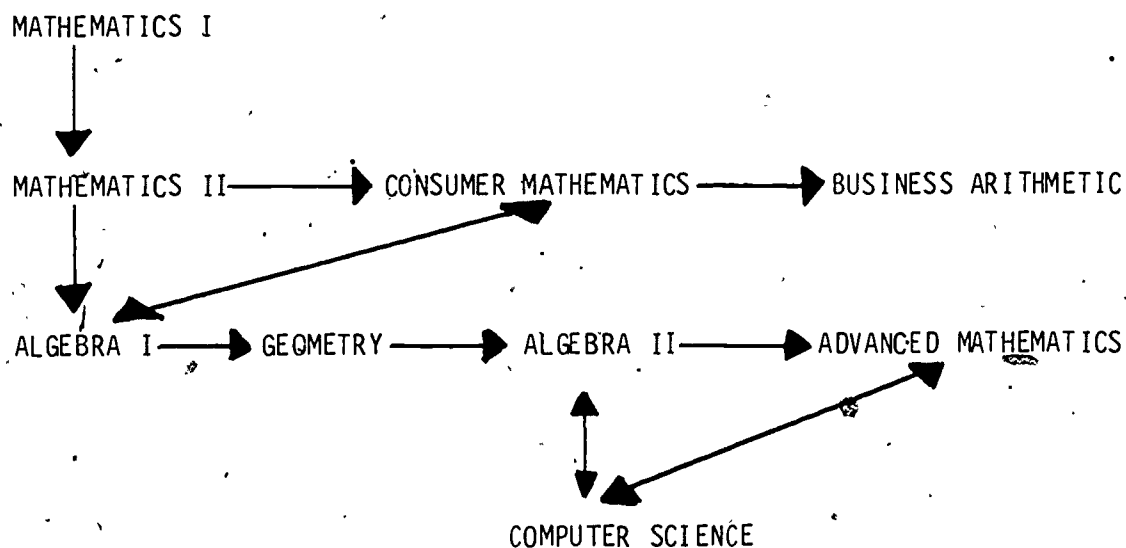 MATHEMATICS I
MATHEMATICS II CONSUMER MATHEMATICS BUSINESS ARITHMETIC
ALGEBRA I GEOMETRY ALGEBRA II ADVANCED MATHEMATICS
COMPUTER SCIENCE